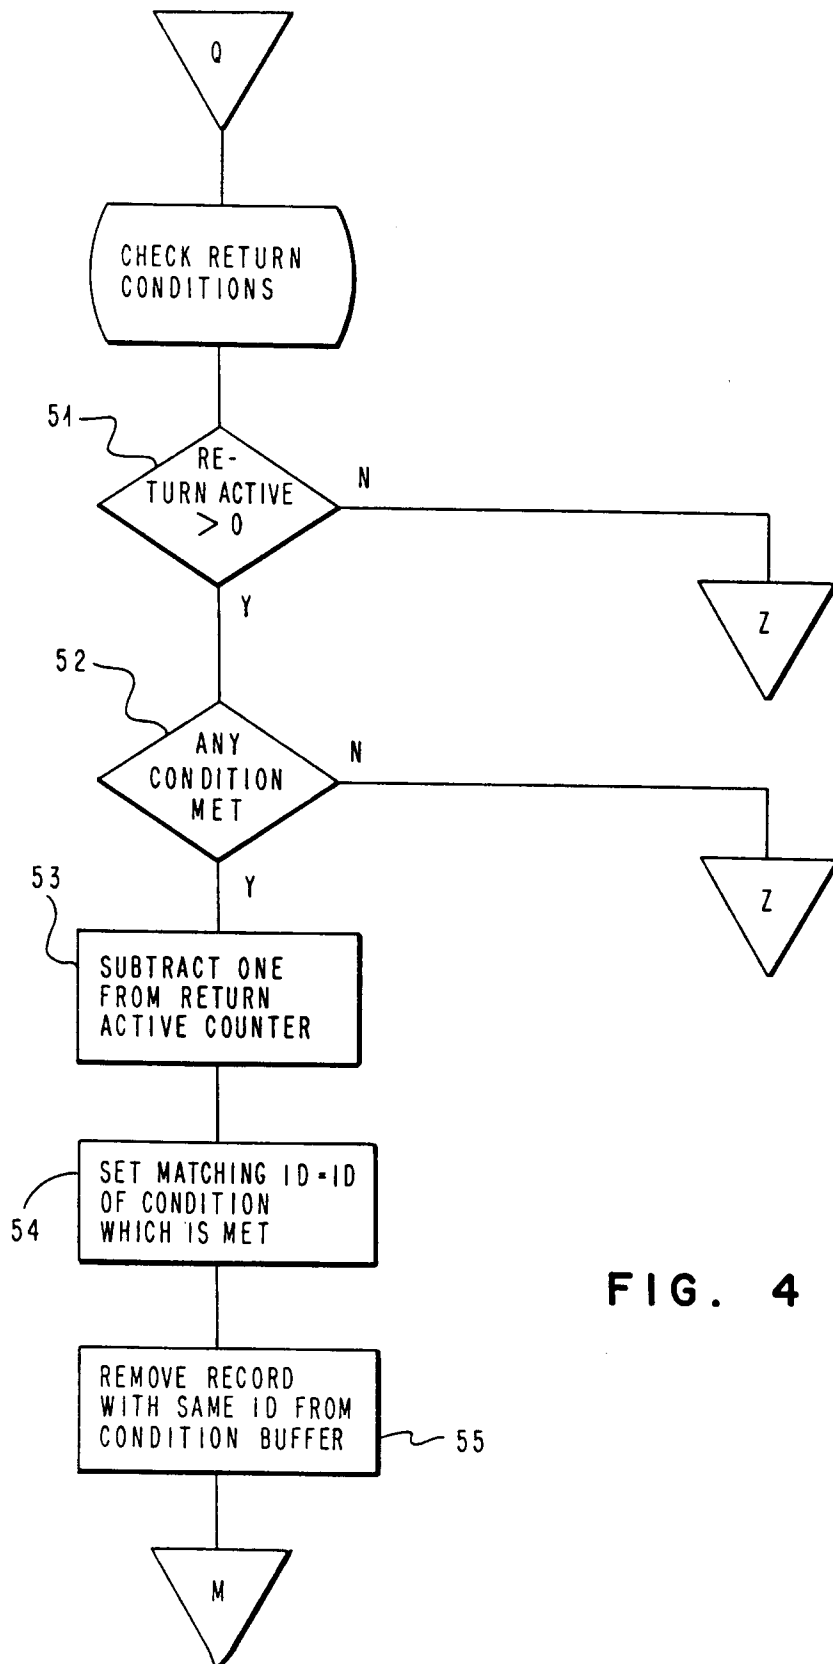 Q
CHECK RETURN
CONDITIONS
51
RE-
TURN ACTIVE
> 0
N
Y
Z
52
ANY
CONDITION
MET
N
Y
Z
53
SUBTRACT ONE
FROM RETURN
ACTIVE COUNTER
SET MATCHING ID=ID
OF CONDITION
WHICH IS MET
54
FIG. 4
REMOVE RECORD
WITH SAME ID FROM
CONDITION BUFFER
55
M